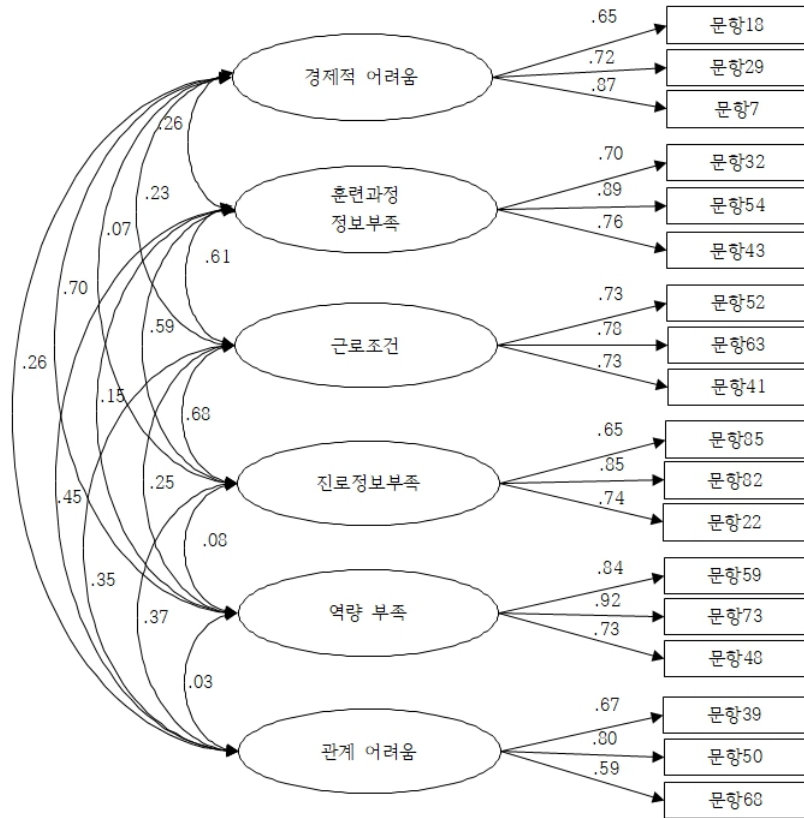 경제적 어려움
.65
문항18
.72
문항29
.87
문항7
.26
훈련과정
정보부족
.70
문항32
.89
문항54
.76
문항43
.23
.07
.61
근로조건
.73
문항52
.78
문항63
.73
문항41
.70
.59
.26
.15
.68
진로정보부족
.65
문항85
.85
문항82
.74
문항22
.45
.25
.08
역량 부족
.84
문항59
.92
문항73
.73
문항48
.35
.37
.03
관계 어려움
.67
문항39
.80
문항50
.59
문항68